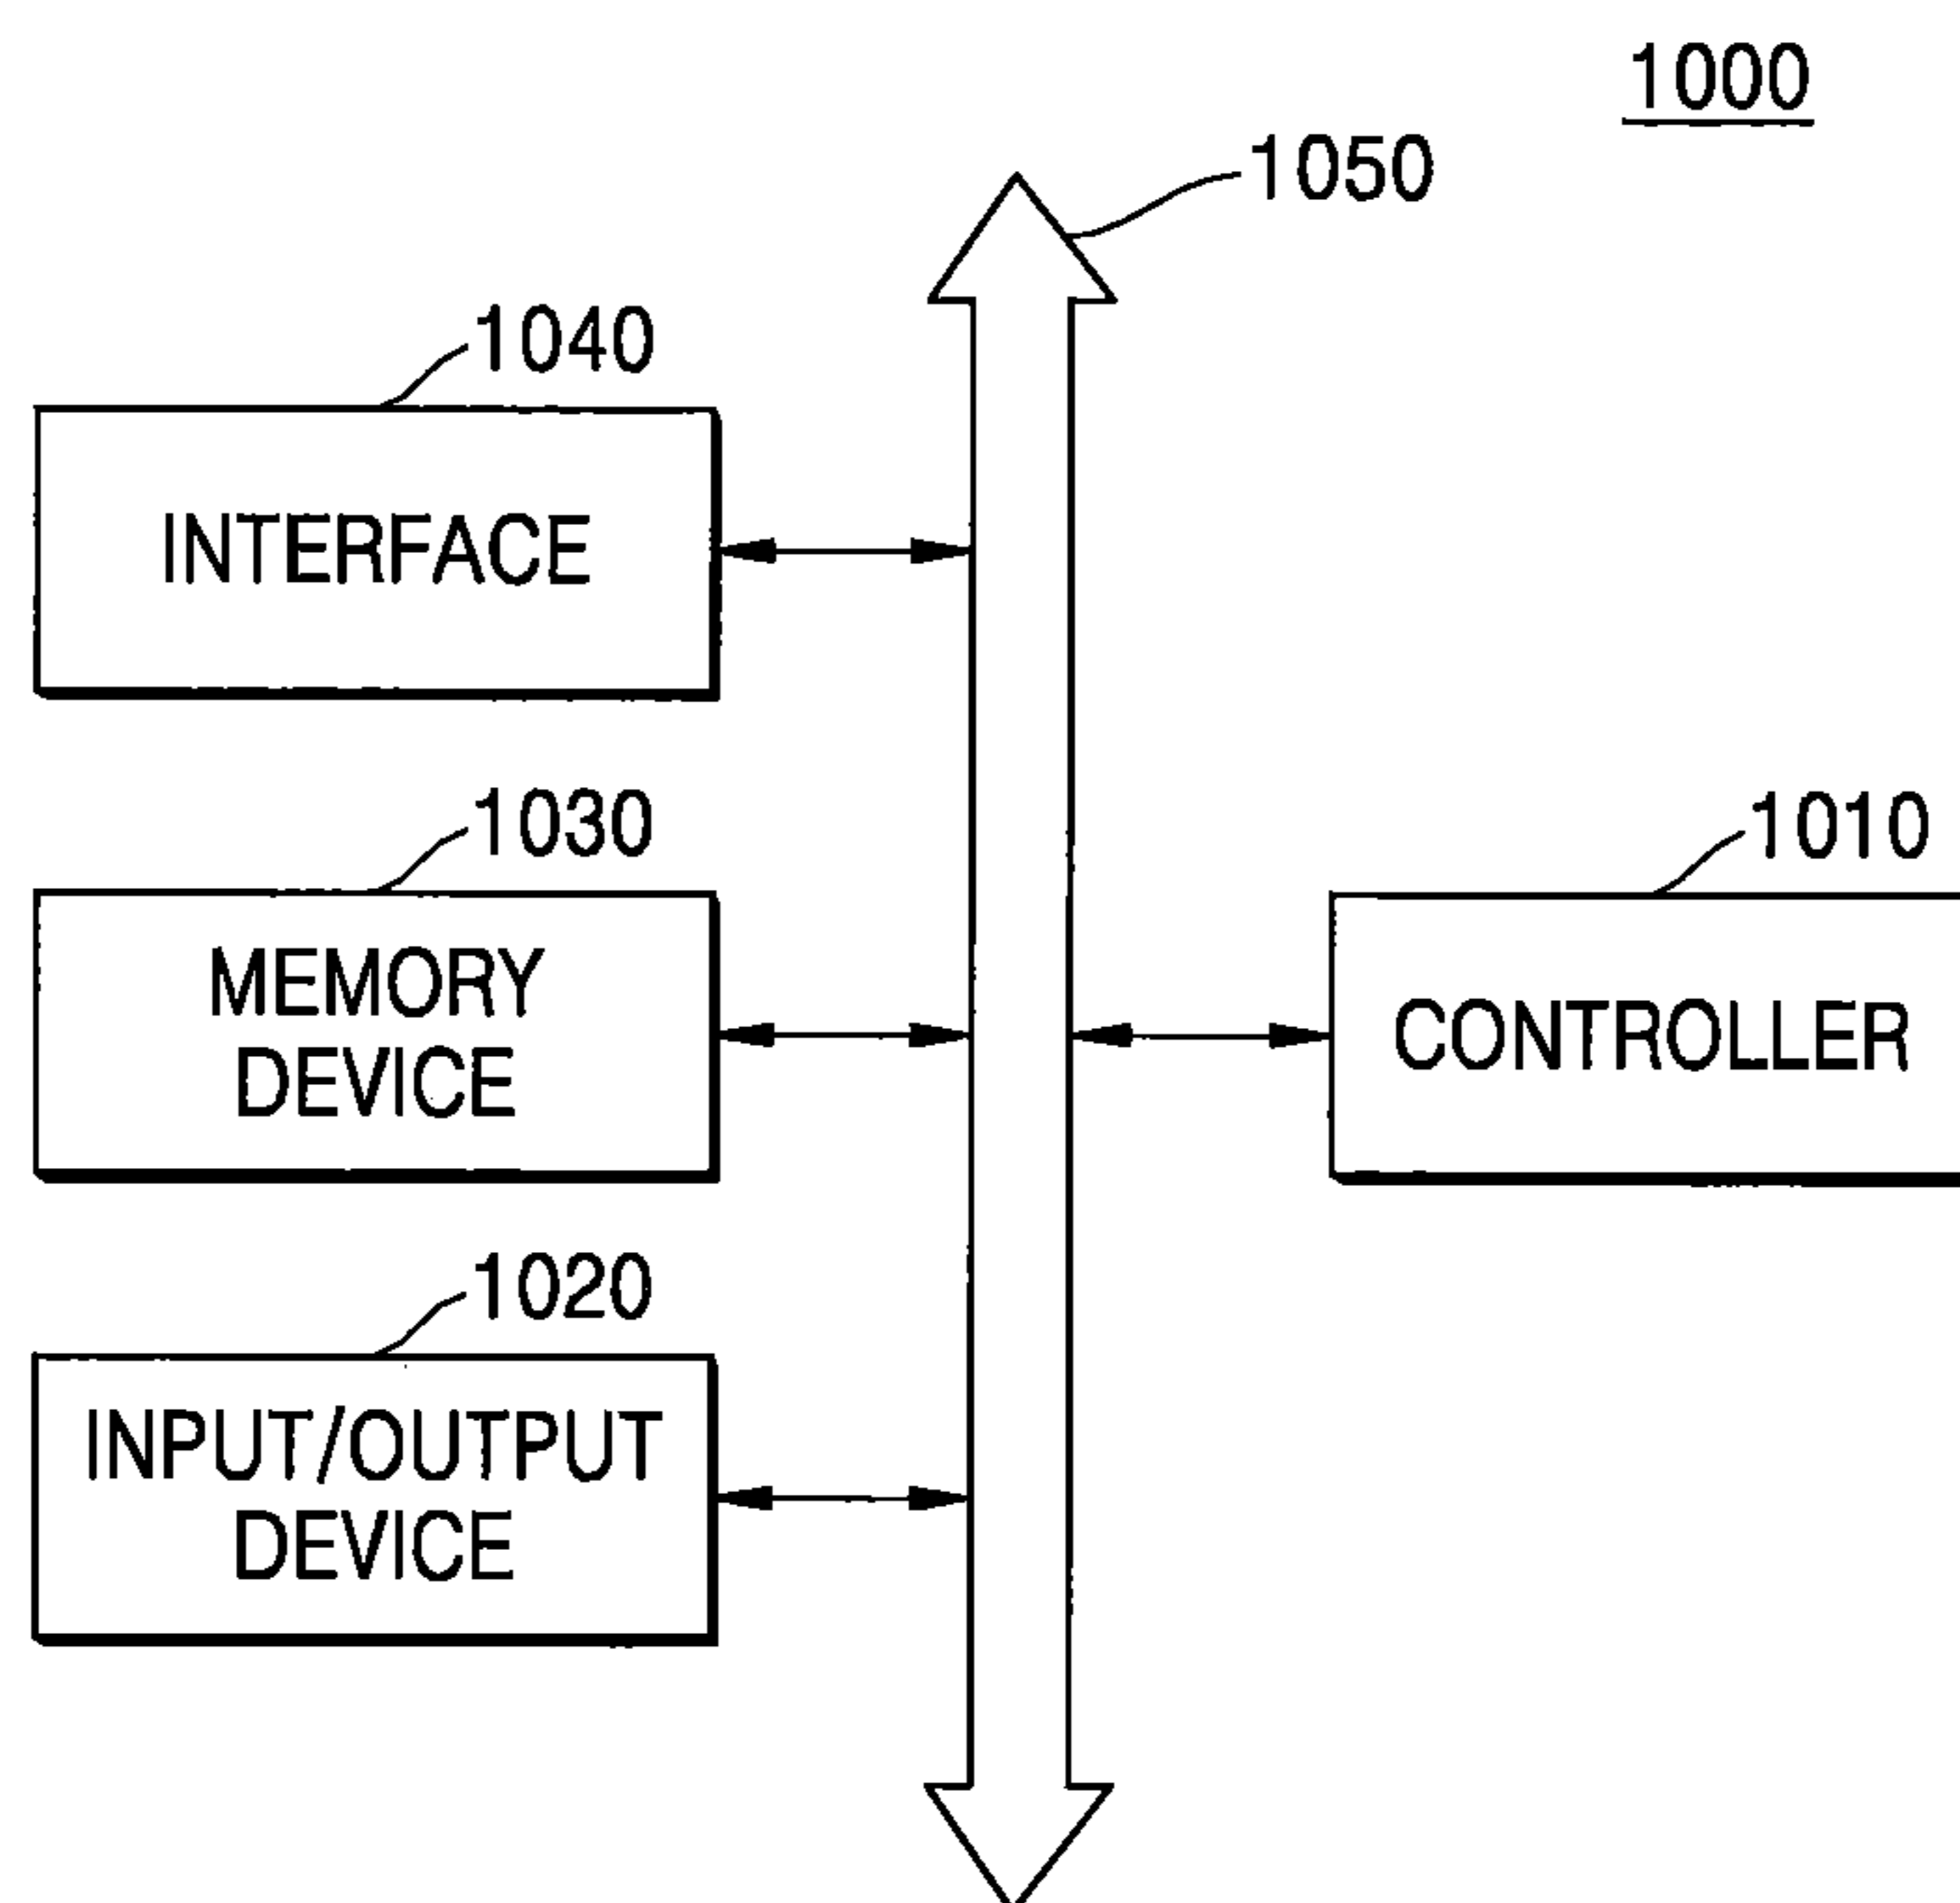 1000
1050
1040
INTERFACE
1030
MEMORY
DEVICE
1010
CONTROLLER
1020
INPUT/OUTPUT
DEVICE